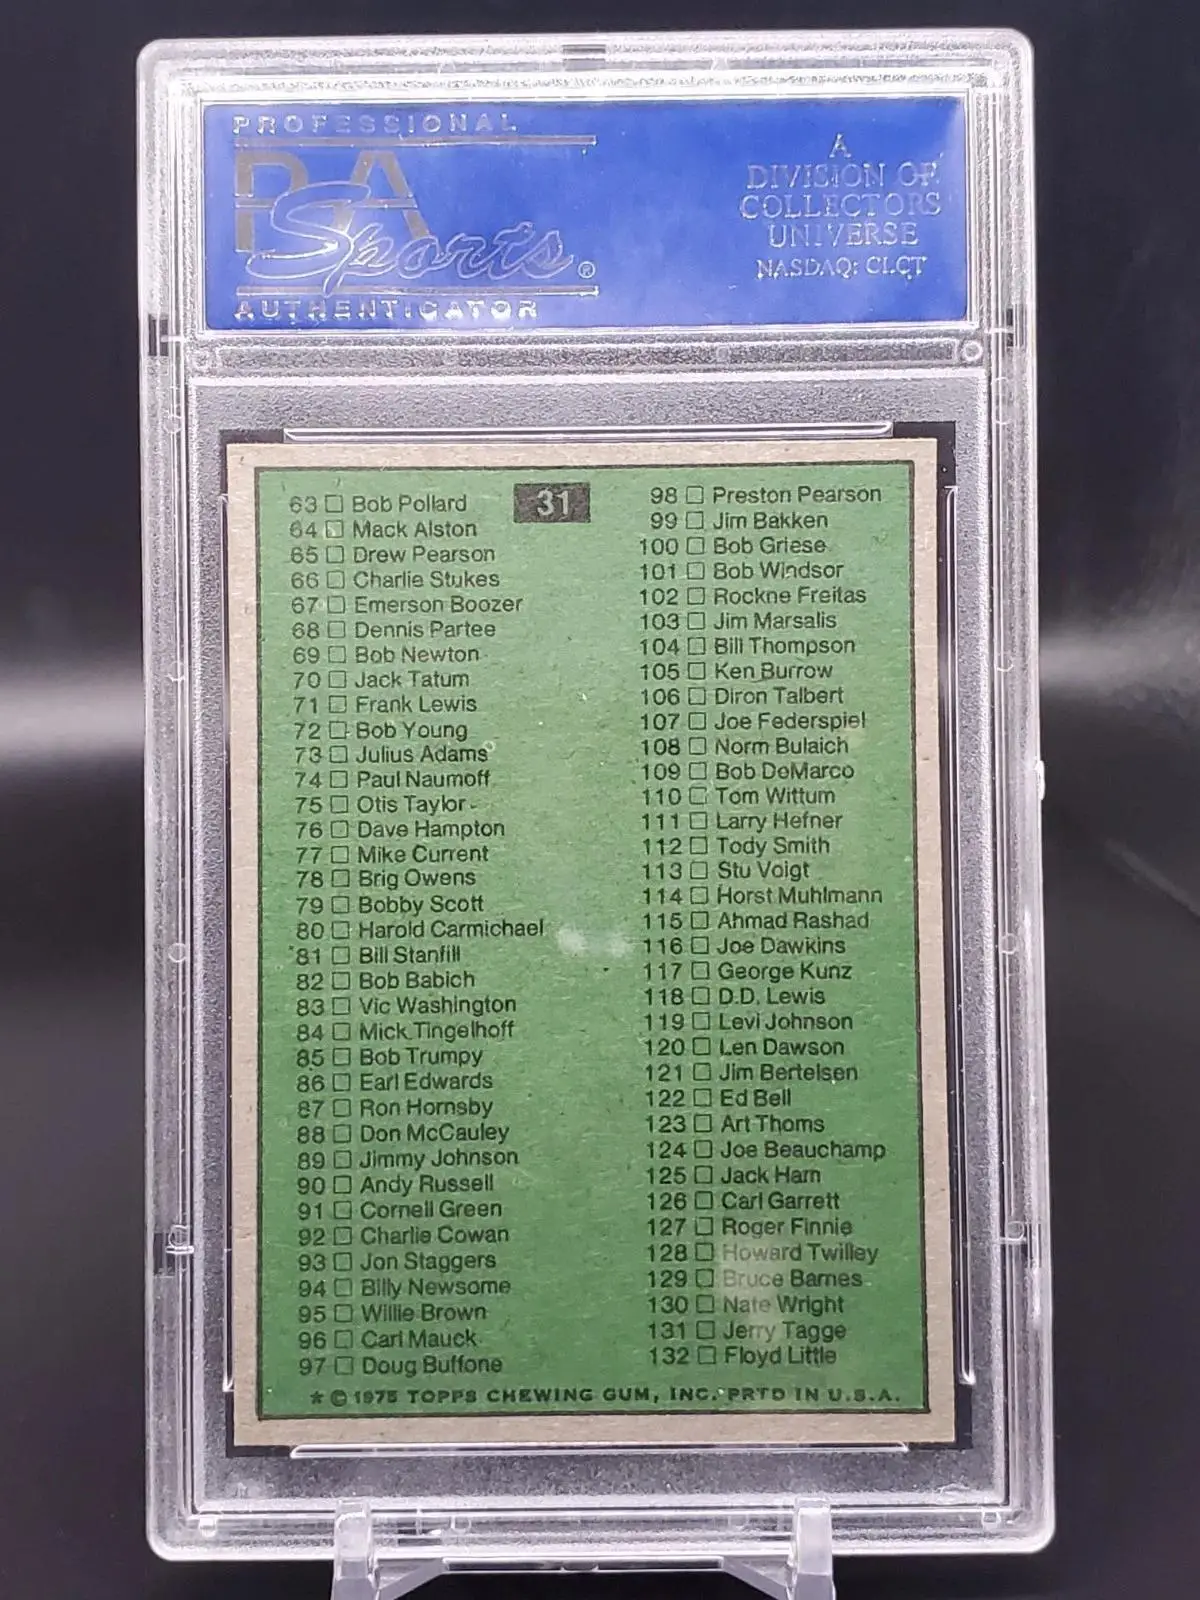 PROFESSIONAL
PSA
Sports®
AUTHENTICATOR
A
DIVISION OF
COLLECTORS
UNIVERSE
NASDAQ: CLCT
31
63 □ Bob Pollard
64 □ Mack Alston
65 □ Drew Pearson
66 □ Charlie Stukes
67 □ Emerson Boozer
68 □ Dennis Partee
69 □ Bob Newton
70 □ Jack Tatum
71 □ Frank Lewis
72 □ Bob Young
73 □ Julius Adams
74 □ Paul Naumoff
75 □ Otis Taylor
76 □ Dave Hampton
77 □ Mike Current
78 □ Brig Owens
79 □ Bobby Scott
80 □ Harold Carmichael
81 □ Bill Stanfill
82 □ Bob Babich
83 □ Vic Washington
84 □ Mick Tingelhoff
85 □ Bob Trumpy
86 □ Earl Edwards
87 □ Ron Hornsby
88 □ Don McCauley
89 □ Jimmy Johnson
90 □ Andy Russell
91 □ Cornell Green
92 □ Charlie Cowan
93 □ Jon Staggers
94 □ Billy Newsome
95 □ Willie Brown
96 □ Carl Mauck
97 □ Doug Buffone
98 □ Preston Pearson
99 □ Jim Bakken
100 □ Bob Griese
101 □ Bob Windsor
102 □ Rockne Freitas
103 □ Jim Marsalis
104 □ Bill Thompson
105 □ Ken Burrow
106 □ Diron Talbert
107 □ Joe Federspiel
108 □ Norm Bulaich
109 □ Bob DeMarco
110 □ Tom Wittum
111 □ Larry Hefner
112 □ Tody Smith
113 □ Stu Voigt
114 □ Horst Muhlmann
115 □ Ahmad Rashad
116 □ Joe Dawkins
117 □ George Kunz
118 □ D.D. Lewis
119 □ Levi Johnson
120 □ Len Dawson
121 □ Jim Bertelsen
122 □ Ed Bell
123 □ Art Thoms
124 □ Joe Beauchamp
125 □ Jack Ham
126 □ Carl Garrett
127 □ Roger Finnie
128 □ Howard Twilley
129 □ Bruce Barnes
130 □ Nate Wright
131 □ Jerry Tagge
132 □ Floyd Little
* © 1975 TOPPS CHEWING GUM, INC. PRTD IN U.S.A.